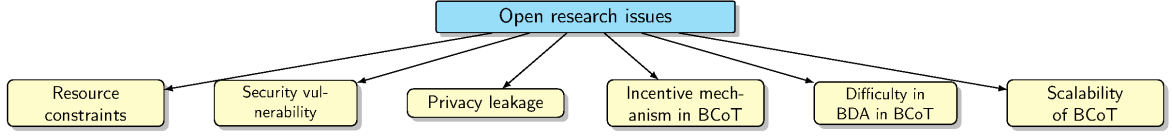 Open research issues
Resource
constraints
Security vul-
nerability
Privacy leakage
Incentive mech-
anism in BCoT
Difficulty in
BDA in BCoT
Scalability
of BCoT